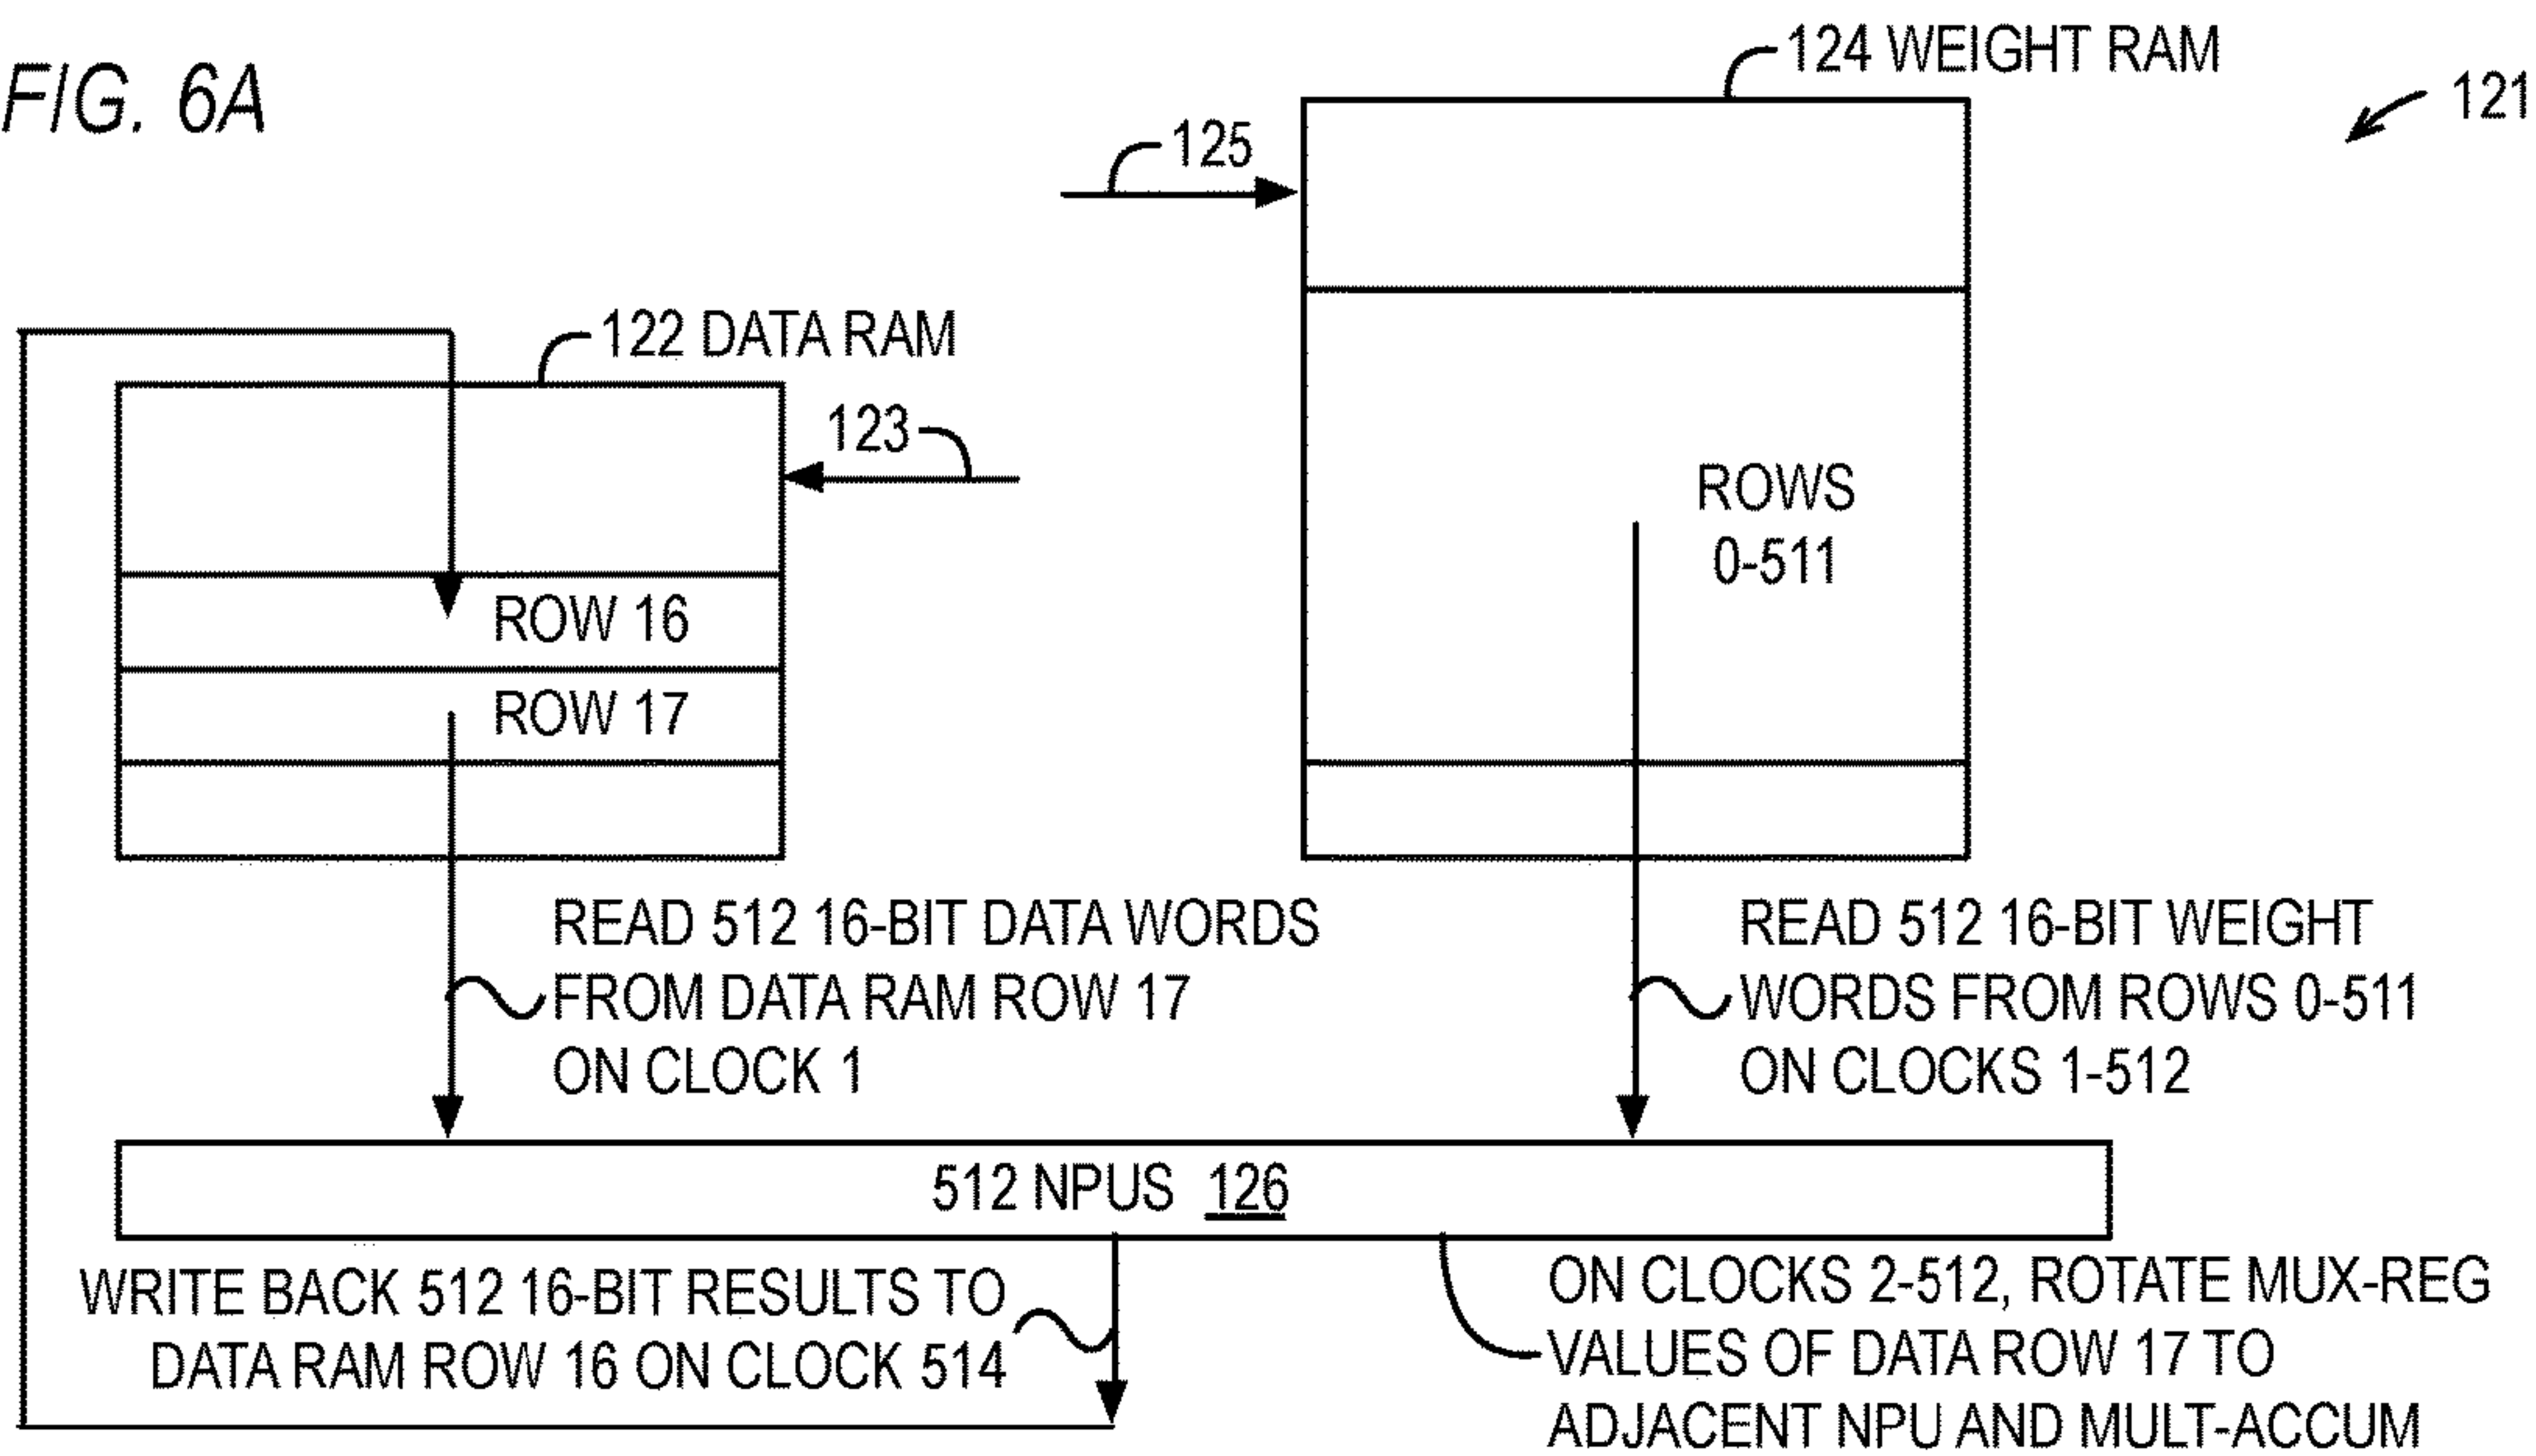 FIG. 6A
124 WEIGHT RAM
121
125
122 DATA RAM
123
ROWS
0-511
ROW 16
ROW 17
READ 512 16-BIT DATA WORDS
FROM DATA RAM ROW 17
ON CLOCK 1
READ 512 16-BIT WEIGHT
WORDS FROM ROWS 0-511
ON CLOCKS 1-512
512 NPUS 126
WRITE BACK 512 16-BIT RESULTS TO
DATA RAM ROW 16 ON CLOCK 514
ON CLOCKS 2-512, ROTATE MUX-REG
VALUES OF DATA ROW 17 TO
ADJACENT NPU AND MULT-ACCUM